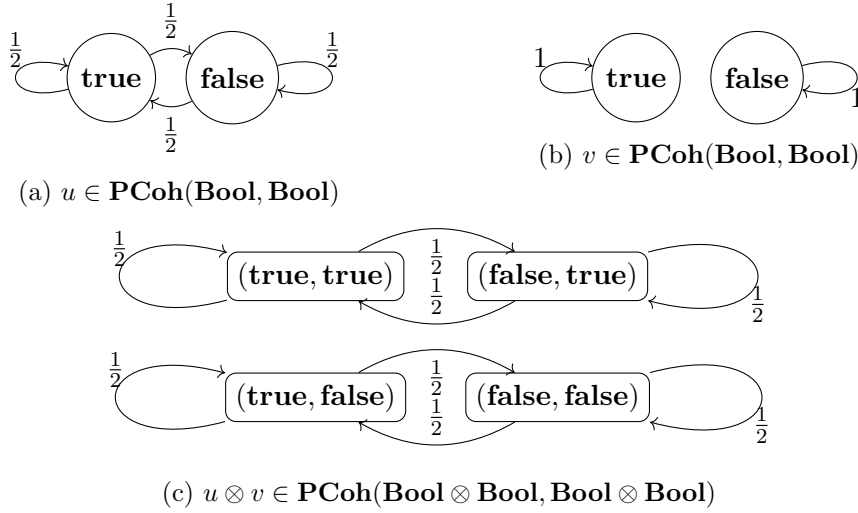 1/2
1/2
true
false
1/2
1/2
(a) u ∈ PCoh(Bool, Bool)
1
true
false
1
(b) v ∈ PCoh(Bool, Bool)
1/2
(true, true)
1/2
1/2
(false, true)
1/2
1/2
(true, false)
1/2
1/2
(false, false)
1/2
(c) u ⊗ v ∈ PCoh(Bool ⊗ Bool, Bool ⊗ Bool)